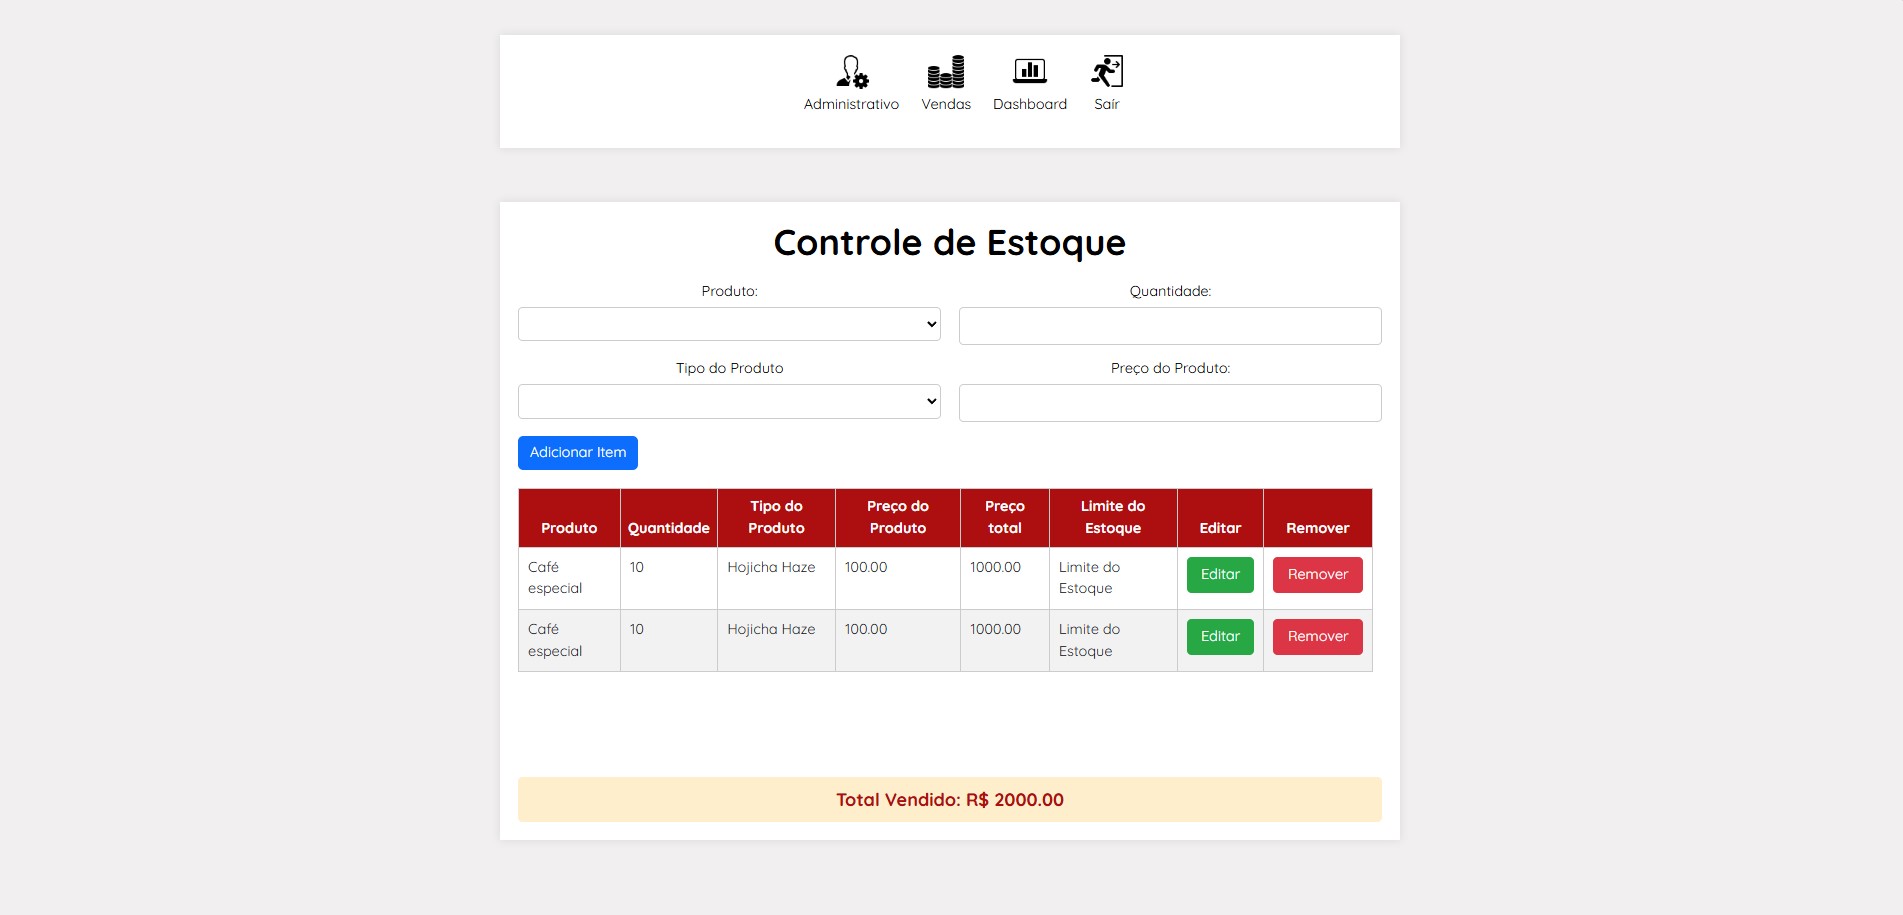 Administrativo Vendas Dashboard Saír
Controle de Estoque
Produto: Quantidade:
Tipo do Produto Preço do Produto:
Adicionar Item
Produto Quantidade Tipo do Produto Preço do Produto Preço total Limite do Estoque Editar Remover
Café especial 10 Hojicha Haze 100.00 1000.00 Limite do Estoque Editar Remover
Café especial 10 Hojicha Haze 100.00 1000.00 Limite do Estoque Editar Remover
Total Vendido: R$ 2000.00